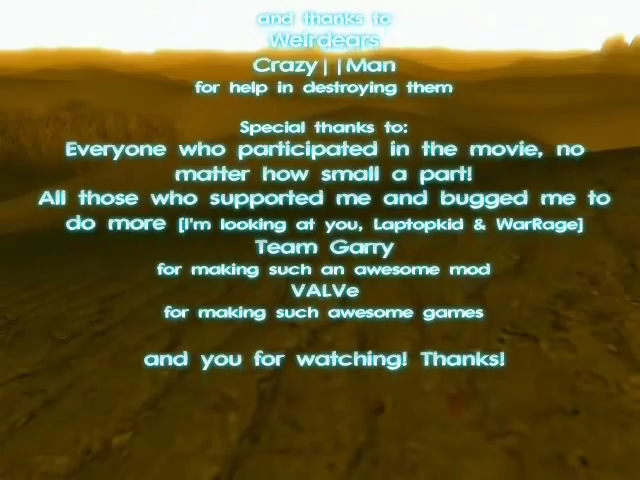 and thanks to
Weirdears
Crazy||Man
for help in destroying them
Special thanks to:
Everyone who participated in the movie, no
matter how small a part!
All those who supported me and bugged me to
do more [I'm looking at you, Laptopkid & WarRage]
Team Garry
for making such an awesome mod
VALVe
for making such awesome games
and you for watching! Thanks!